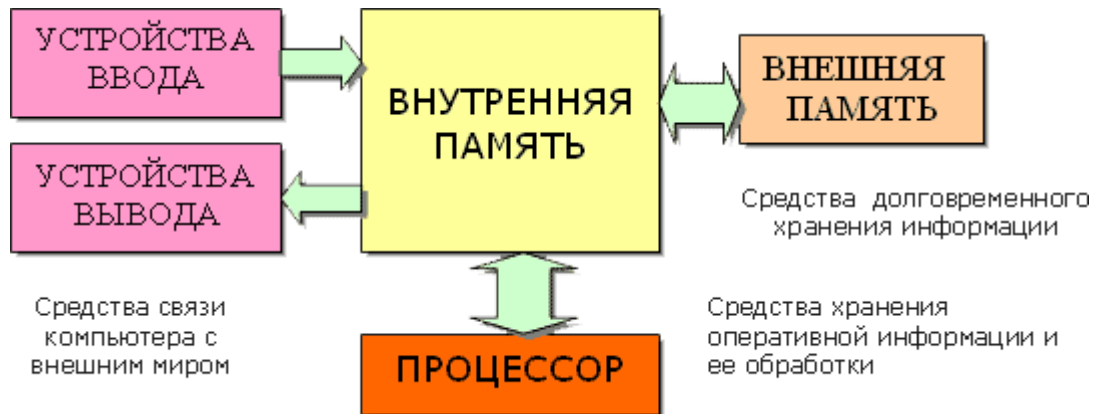 УСТРОЙСТВА
ВВОДА
УСТРОЙСТВА
ВЫВОДА
ВНУТРЕННЯЯ
ПАМЯТЬ
ВНЕШНЯЯ
ПАМЯТЬ
Средства долговременного
хранения информации
Средства связи
компьютера с
внешним миром
Средства хранения
оперативной информации и
ее обработки
ПРОЦЕССОР